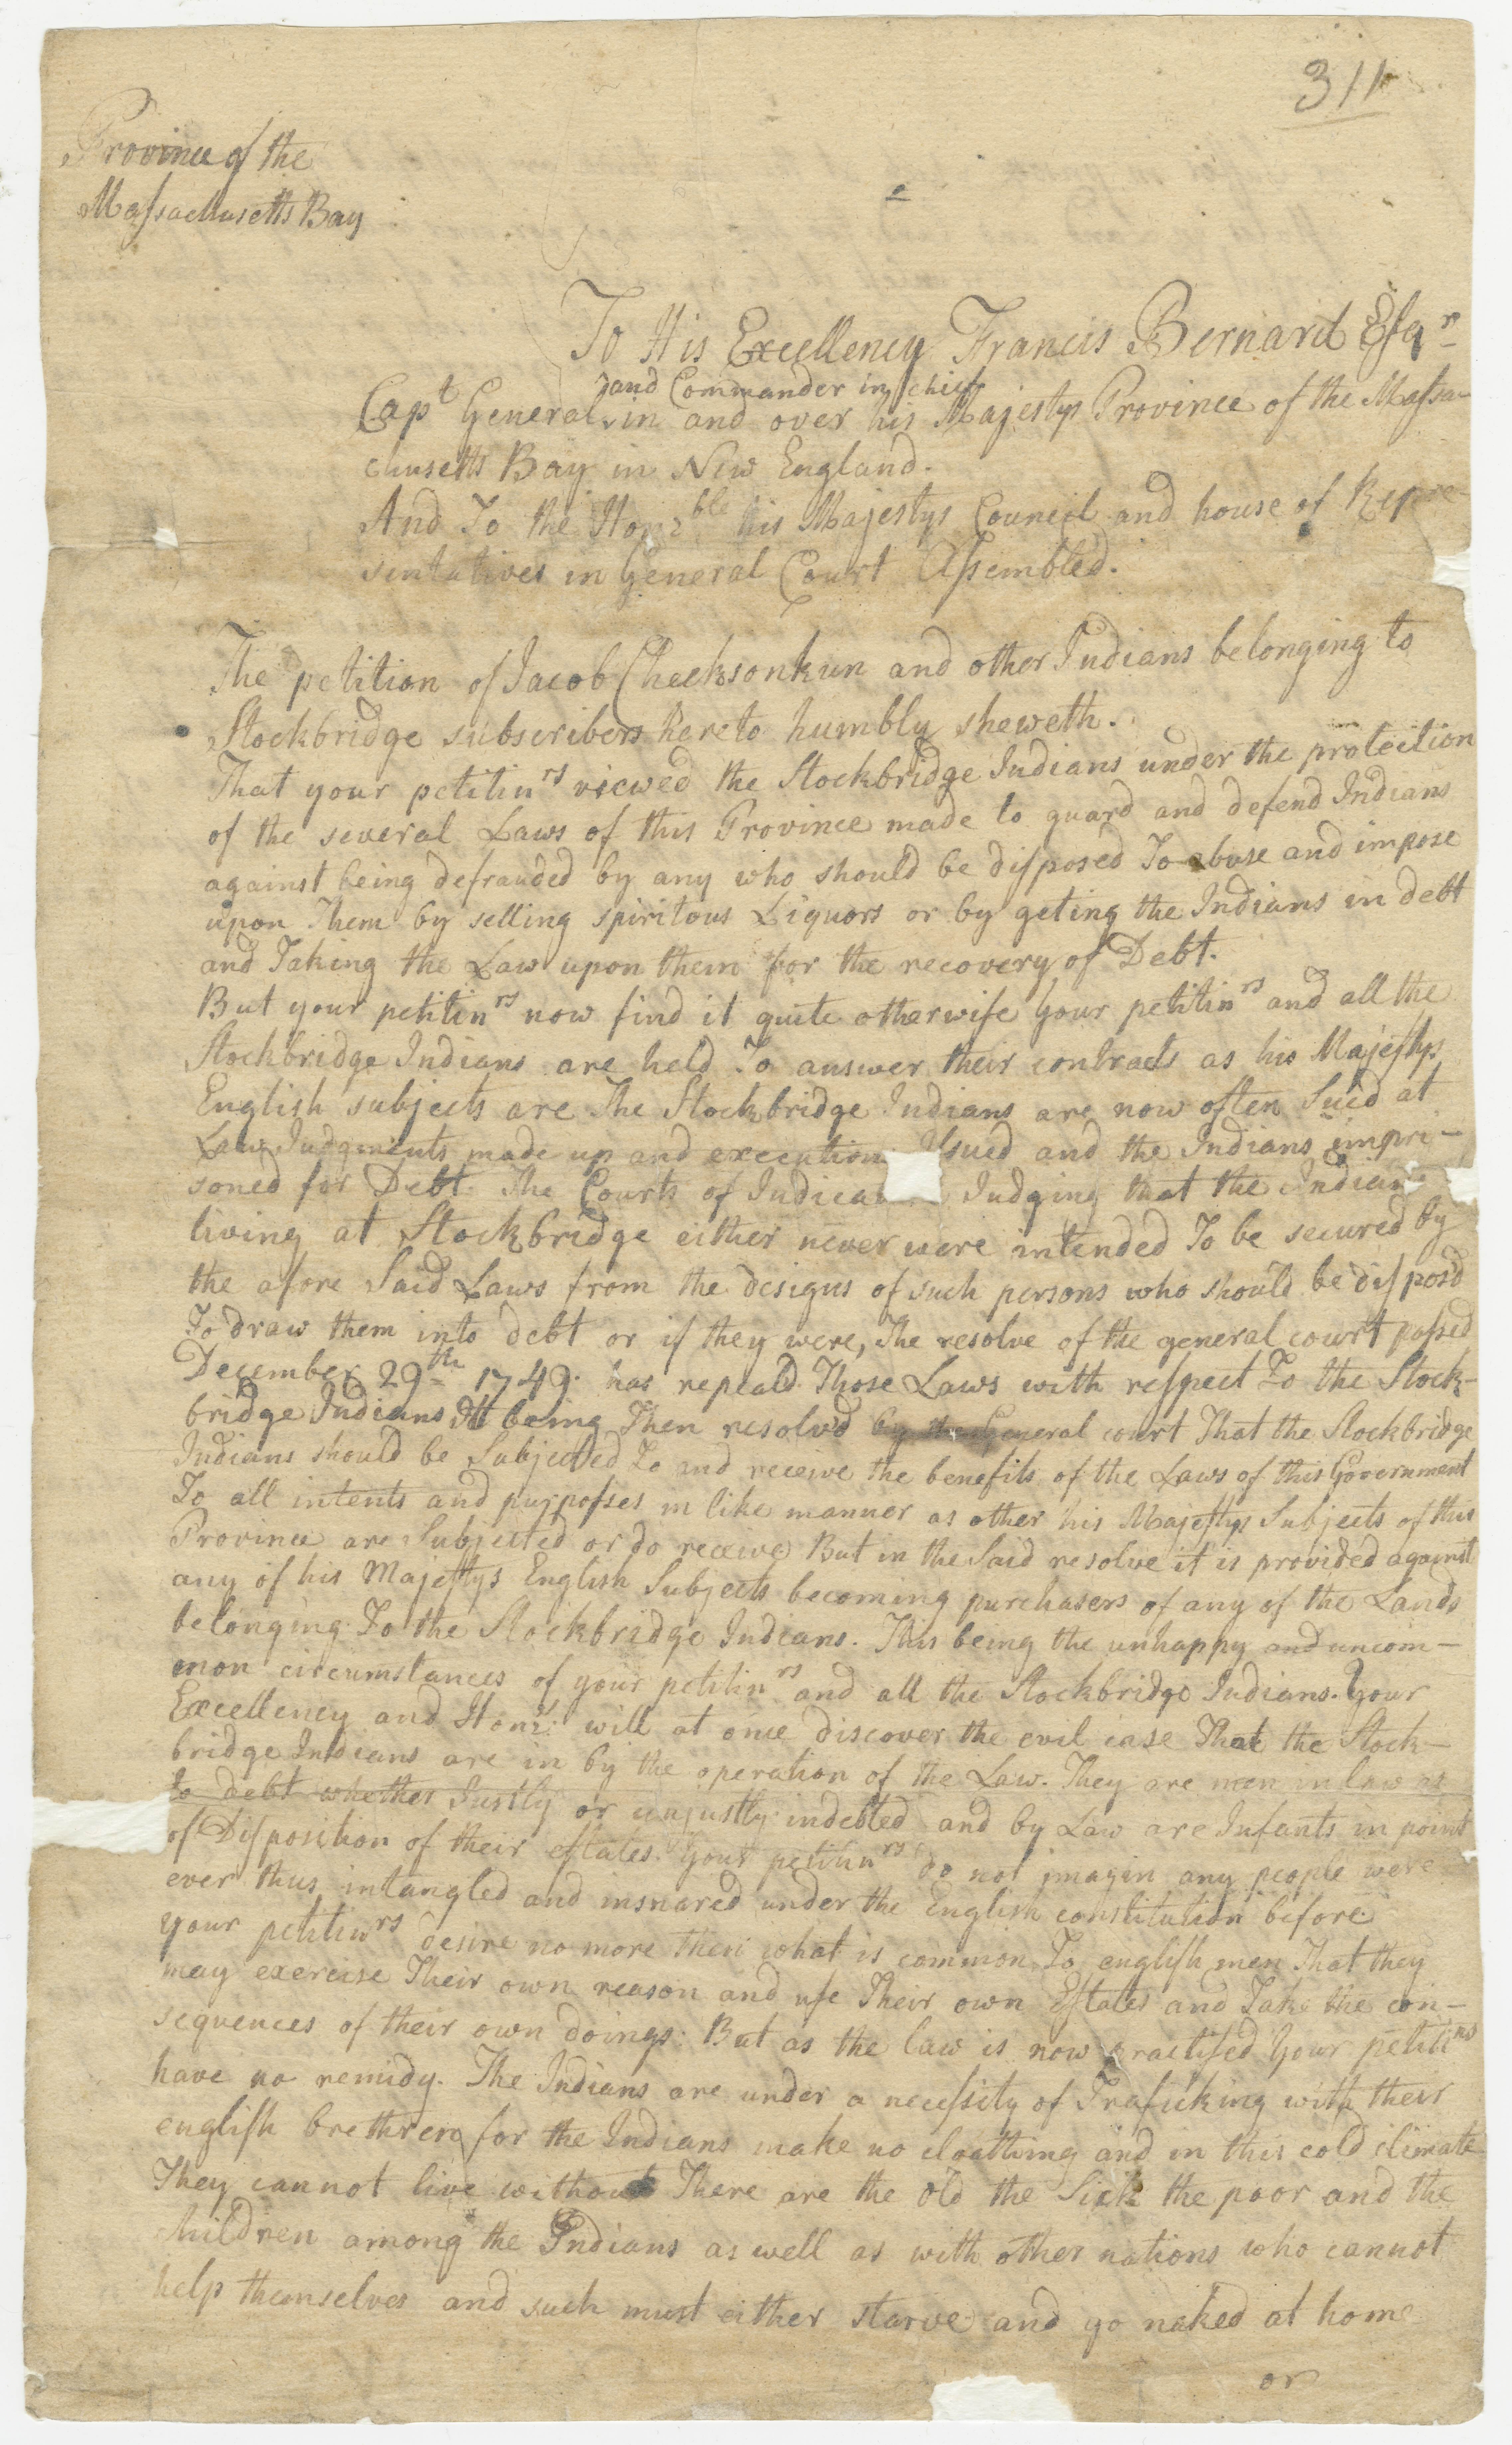 311
Province of the
Massachusetts Bay
To His Excellency Francis Bernard Esqr
and Commander in chief
Capt General in and over his Majestys Province of the Massa-
chusetts Bay in New England.
And To the Honrble his Majestys Council and house of Repre-
sentatives in General Court Assembled.
The petition of Jacob Cheeksonkun and other Indians belonging to
Stockbridge subscribers hereto humbly sheweth.
That your petitinrs viewed the Stockbridge Indians under the protection
of the several Laws of this Province made to guard and defend Indians
against being defrauded by any who should be disposed To abuse and impose
upon Them by selling spiritous Liquors or by geting the Indians in debt
and Taking the Law upon them for the recovery of Debt.
But your petitinrs now find it quite otherwise Your petitinrs and all the
Stockbridge Indians are held To answer their contracts as his Majestys
English subjects are The Stockbridge Indians are now often Sued at
Law Judgments made up and execution Isued and the Indians impri-
soned for Debt. The Courts of Judicat Judging that the Indians
living at Stockbridge either never were intended To be secured by
the afore Said Laws from the designs of such persons who should be dispos'd
To draw them into debt or if they were, The resolve of the general court passed
December 29th 1749. has repeald Those Laws with respect To the Stock-
bridge Indians It being Then resolv'd by the General court That the Stockbridge
Indians should be Subjected To and receive the benefits of the Laws of this Government
To all intents and purposses in like manner as other his Majestys Subjects of this
Province are Subjected or do receive But in the Said resolve it is provided against
any of his Majestys English Subjects becoming purchasers of any of the Lands
belonging To the Stockbridge Indians. This being the unhappy and uncom-
mon circumstances of your petitinrs and all the Stockbridge Indians. Your
Excellency and Honrs will at once discover the evil case That the Stock-
bridge Indians are in by the operation of the Law. They are men in law as
to debt whether Justly or unjustly indebted and by Law are Infants in point
of Disposition of their estates. Your petitinrs do not imagin any people were
ever thus intangled and insnared under the English constitution before
your petitinrs desire no more then what is common To english men That they
may exercise Their own reason and use Their own Estates and Take the con-
sequences of their own doings. But as the law is now practised Your petitinrs
have no remidy. The Indians are under a necessity of Traficking with their
english brethren for the Indians make no cloathing and in this cold climate
They cannot live without There are the old the Sick the poor and the
children among the Indians as well as with other nations who cannot
help themselves and such must either starve and go naked at home
or